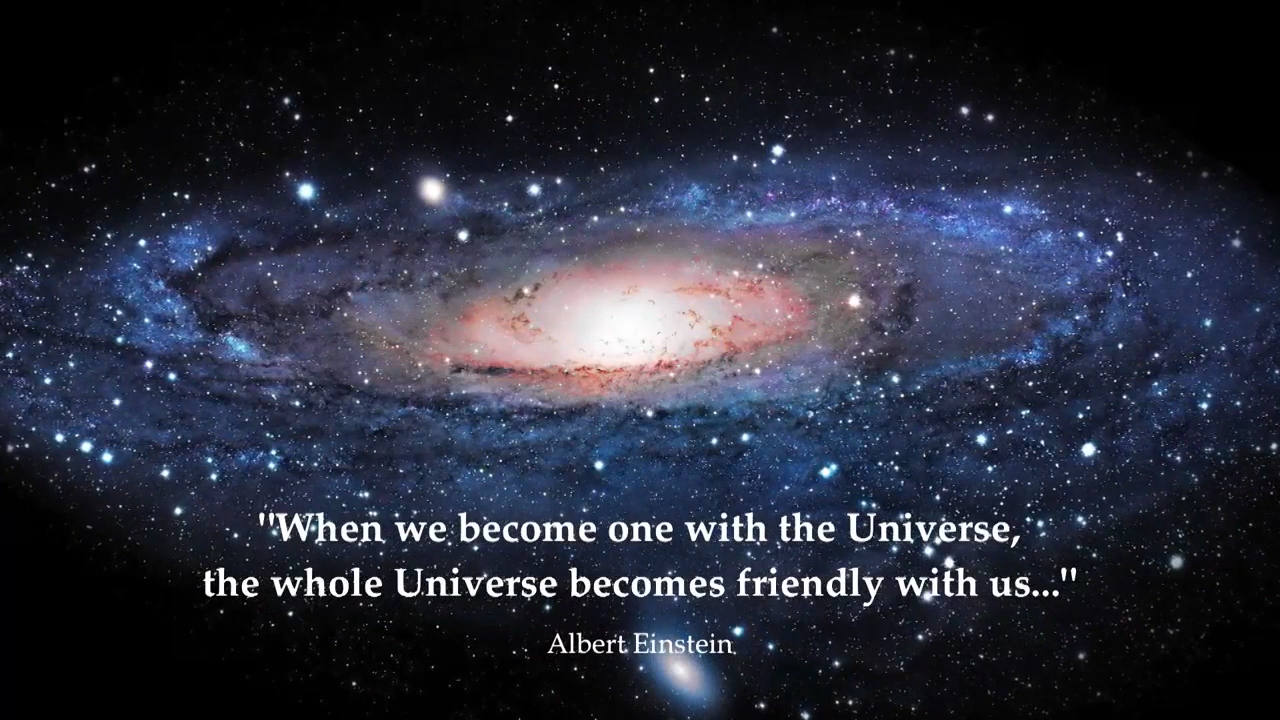 "When we become one with the Universe,
the whole Universe becomes friendly with us..."
Albert Einstein